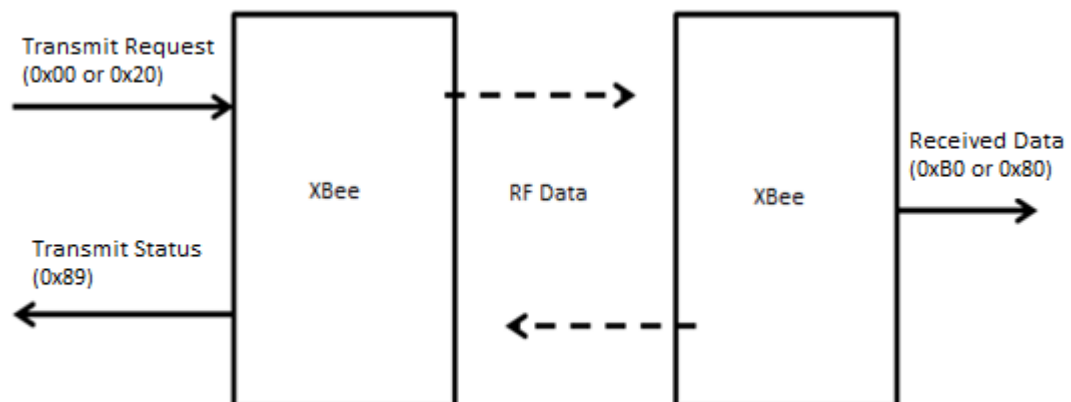 Transmit Request
(0x00 or 0x20)
XBee
RF Data
XBee
Received Data
(0xB0 or 0x80)
Transmit Status
(0x89)